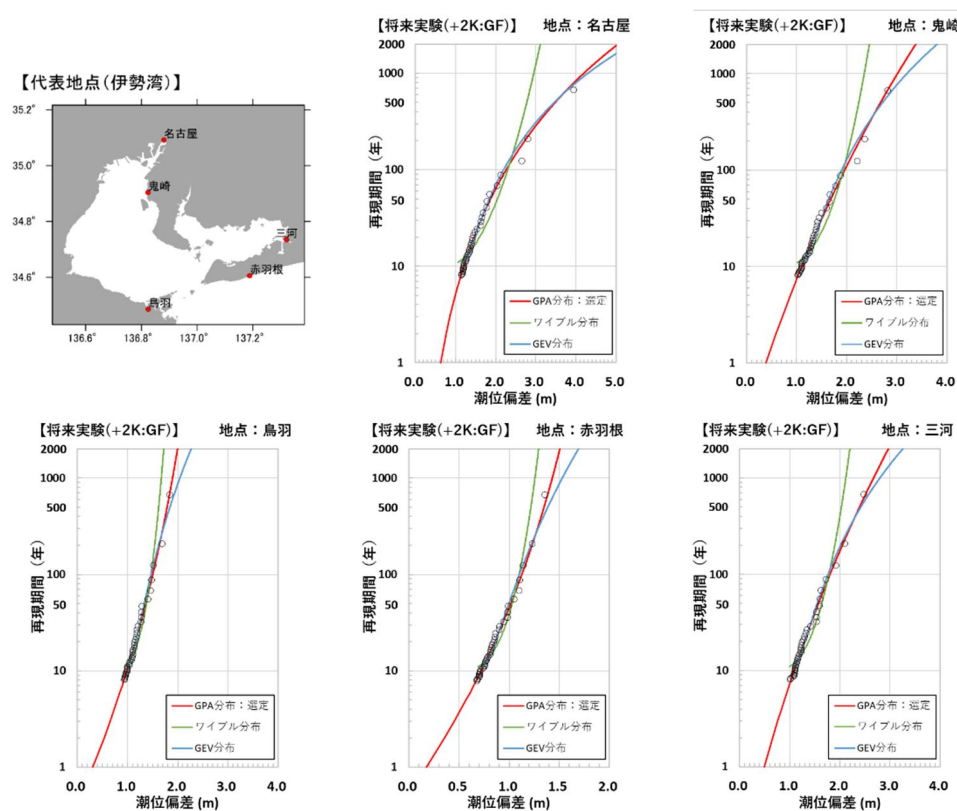 【代表地点(伊勢湾)】
35.2°
35.0°
34.8°
34.6°
136.6°
136.8°
137.0°
137.2°
名古屋
鬼崎
三河
赤羽根
鳥羽
【将来実験(+2K:GF)】 地点：名古屋
再現期間（年）
2000
1000
500
100
50
10
1
0.0 1.0 2.0 3.0 4.0 5.0
潮位偏差 (m)
GPA分布：選定
ワイブル分布
GEV分布
【将来実験(+2K:GF)】 地点：鬼崎
再現期間（年）
2000
1000
500
100
50
10
1
0.0 1.0 2.0 3.0 4.0
潮位偏差 (m)
GPA分布：選定
ワイブル分布
GEV分布
【将来実験(+2K:GF)】 地点：鳥羽
再現期間（年）
2000
1000
500
100
50
10
1
0.0 1.0 2.0 3.0 4.0
潮位偏差 (m)
GPA分布：選定
ワイブル分布
GEV分布
【将来実験(+2K:GF)】 地点：赤羽根
再現期間（年）
2000
1000
500
100
50
10
1
0.0 0.5 1.0 1.5 2.0
潮位偏差 (m)
GPA分布：選定
ワイブル分布
GEV分布
【将来実験(+2K:GF)】 地点：三河
再現期間（年）
2000
1000
500
100
50
10
1
0.0 1.0 2.0 3.0 4.0
潮位偏差 (m)
GPA分布：選定
ワイブル分布
GEV分布